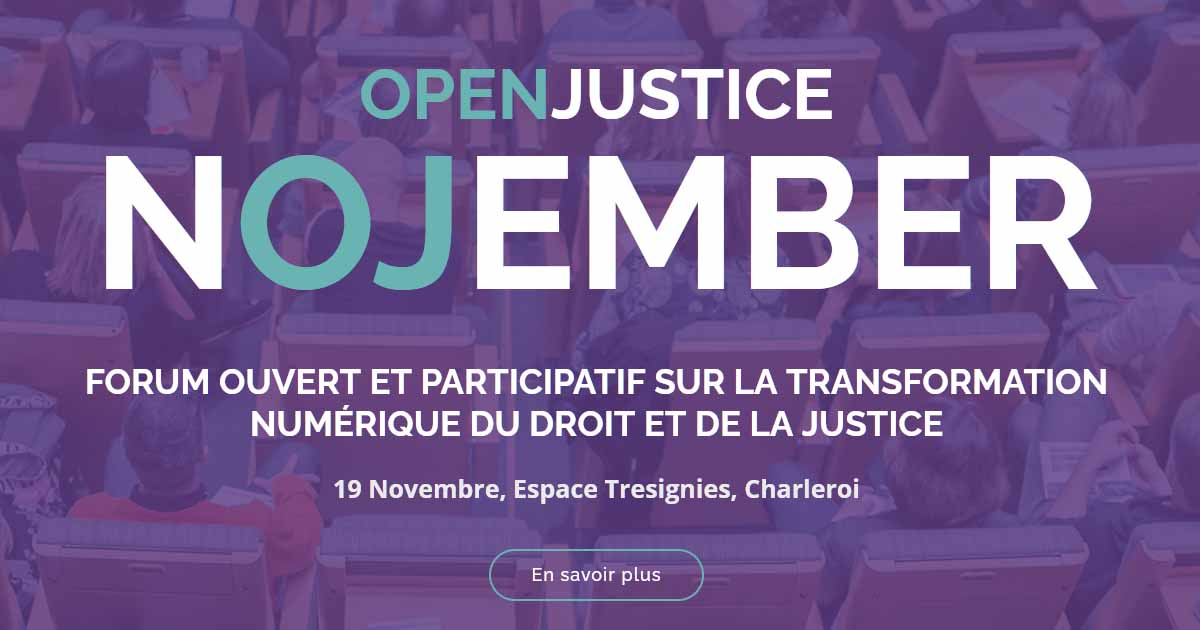 OPENJUSTICE
NOJEMBER
FORUM OUVERT ET PARTICIPATIF SUR LA TRANSFORMATION
NUMÉRIQUE DU DROIT ET DE LA JUSTICE
19 Novembre, Espace Tresignies, Charleroi
En savoir plus